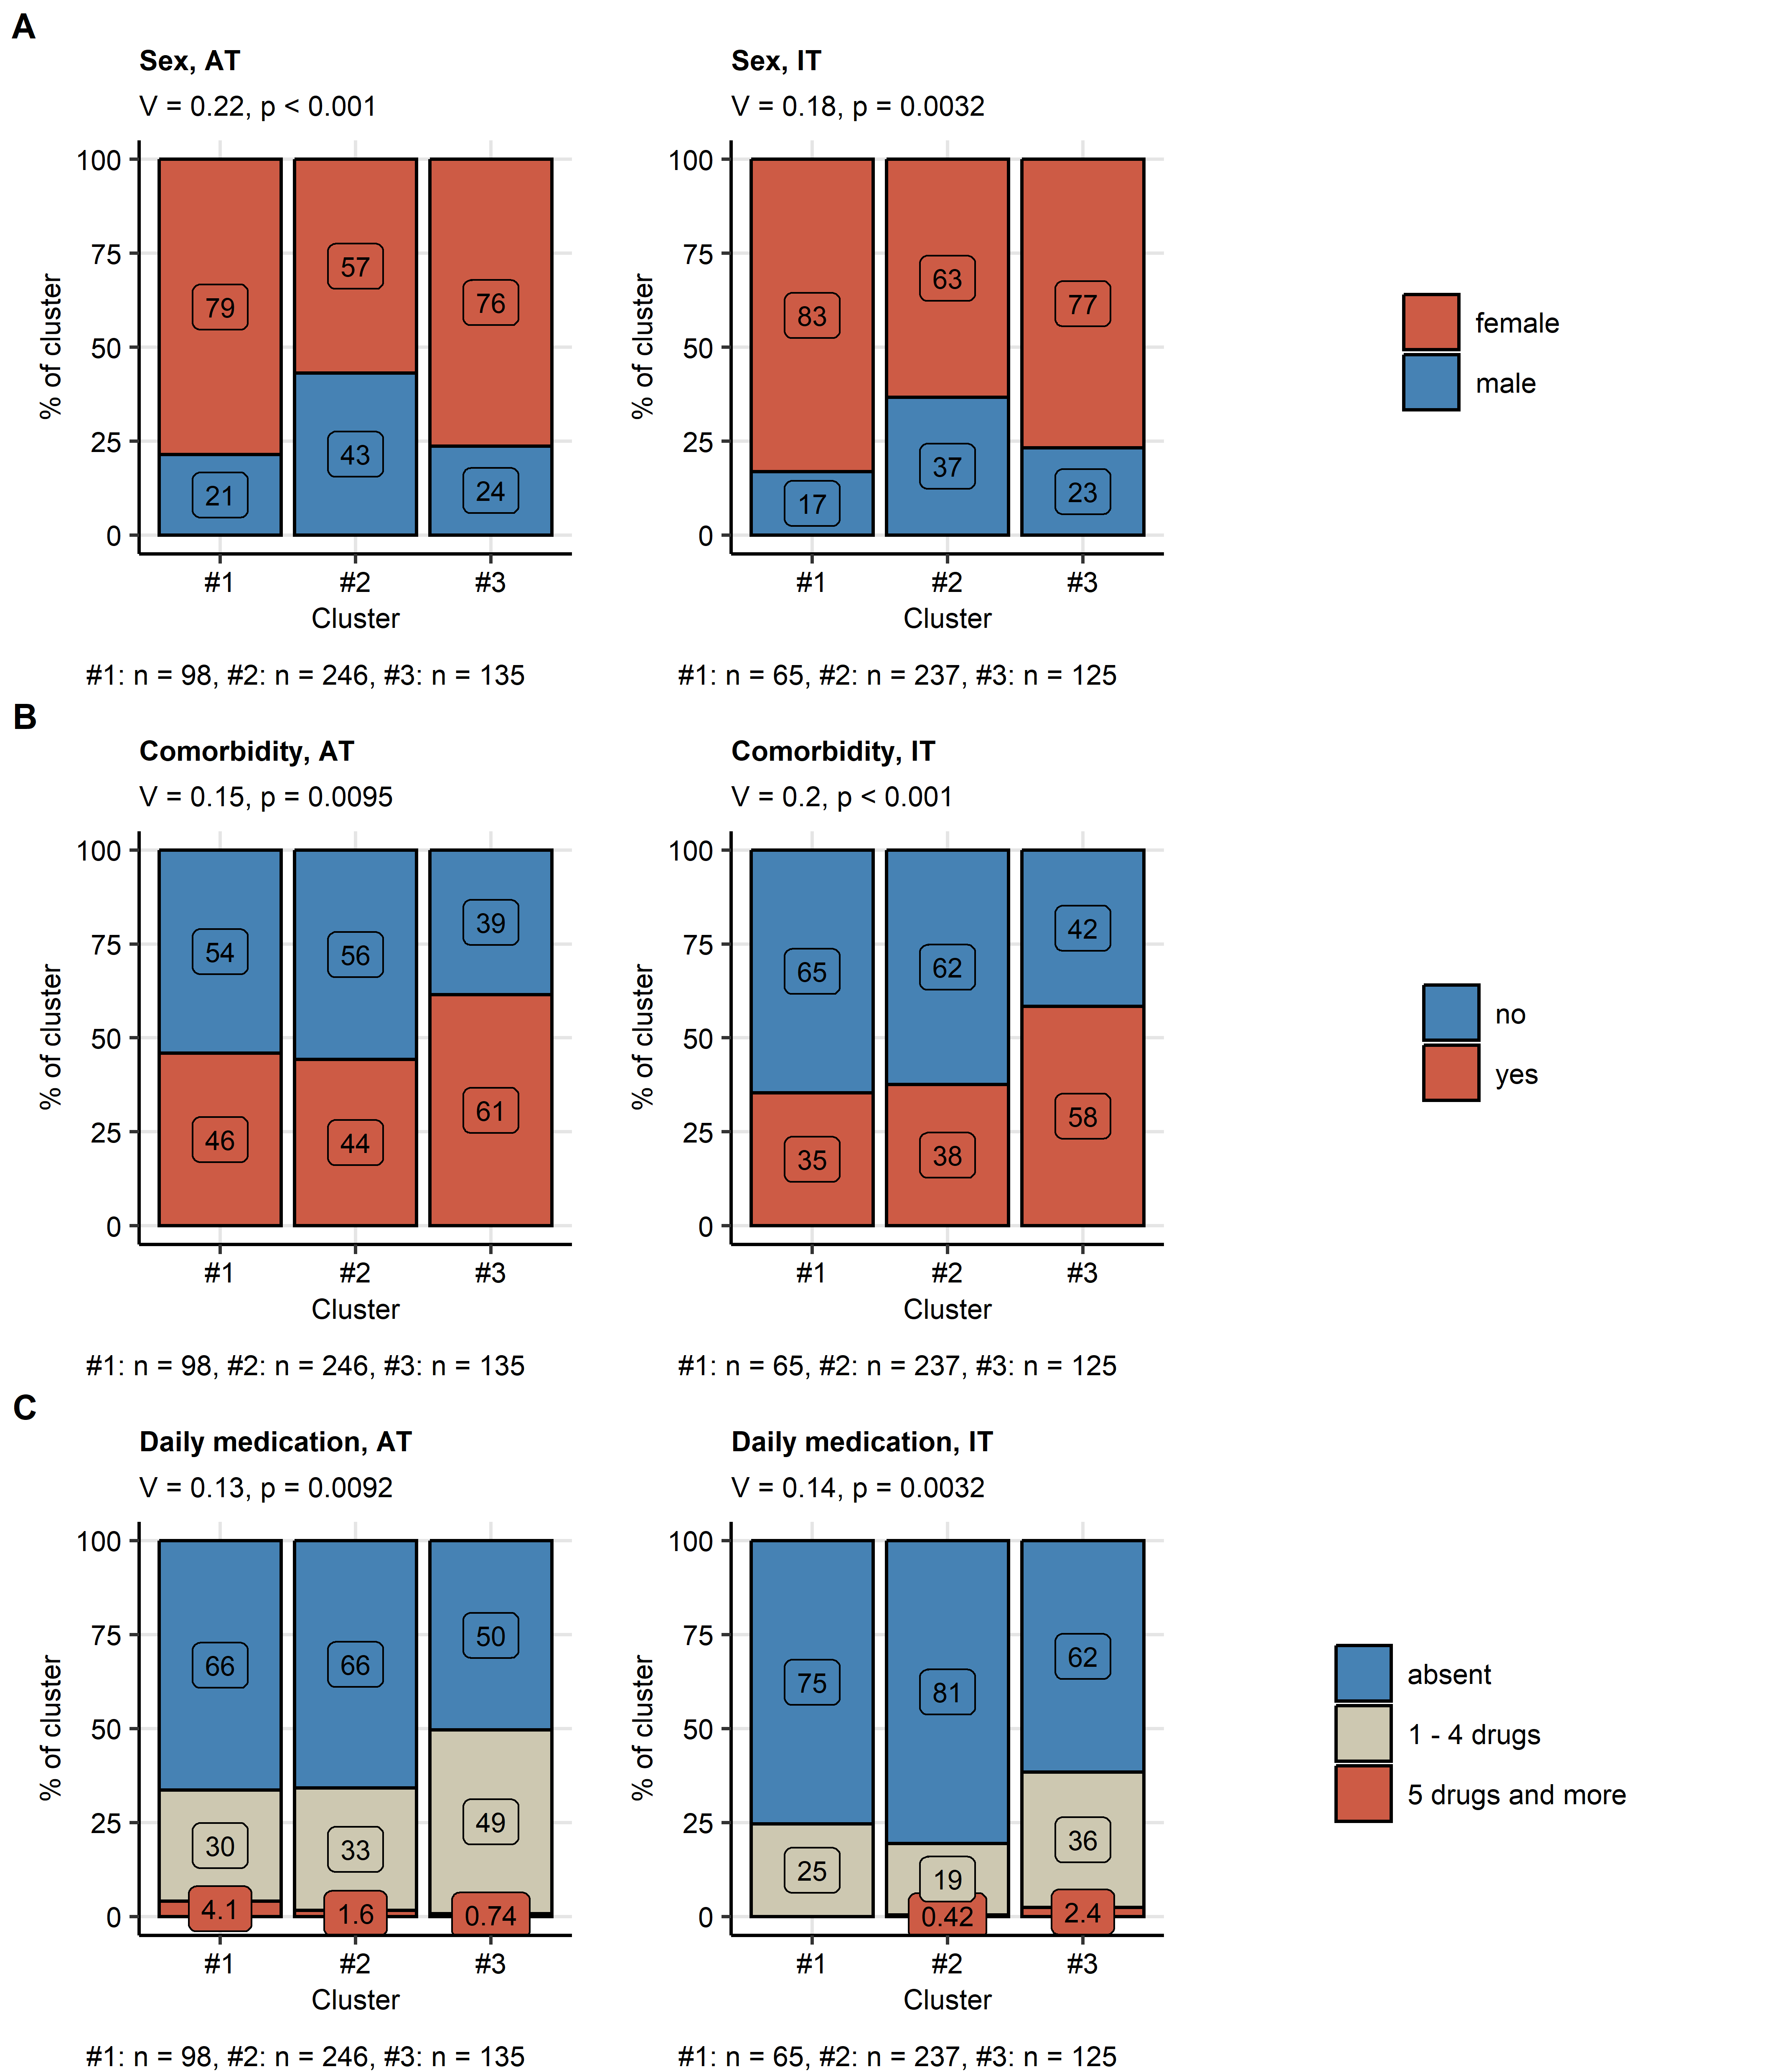 A
Sex, AT
V = 0.22, p < 0.001
% of cluster
100
75
50
25
0
79
57
76
21
43
24
#1 #2 #3
Cluster
#1: n = 98, #2: n = 246, #3: n = 135
Sex, IT
V = 0.18, p = 0.0032
% of cluster
100
75
50
25
0
83
63
77
17
37
23
#1 #2 #3
Cluster
#1: n = 65, #2: n = 237, #3: n = 125
female
male
B
Comorbidity, AT
V = 0.15, p = 0.0095
% of cluster
100
75
50
25
0
54
56
39
46
44
61
#1 #2 #3
Cluster
#1: n = 98, #2: n = 246, #3: n = 135
Comorbidity, IT
V = 0.2, p < 0.001
% of cluster
100
75
50
25
0
65
62
42
35
38
58
#1 #2 #3
Cluster
#1: n = 65, #2: n = 237, #3: n = 125
no
yes
C
Daily medication, AT
V = 0.13, p = 0.0092
% of cluster
100
75
50
25
0
66
66
50
30
33
49
4.1
1.6
0.74
#1 #2 #3
Cluster
#1: n = 98, #2: n = 246, #3: n = 135
Daily medication, IT
V = 0.14, p = 0.0032
% of cluster
100
75
50
25
0
75
81
62
25
19
36
0.42
2.4
#1 #2 #3
Cluster
#1: n = 65, #2: n = 237, #3: n = 125
absent
1 - 4 drugs
5 drugs and more